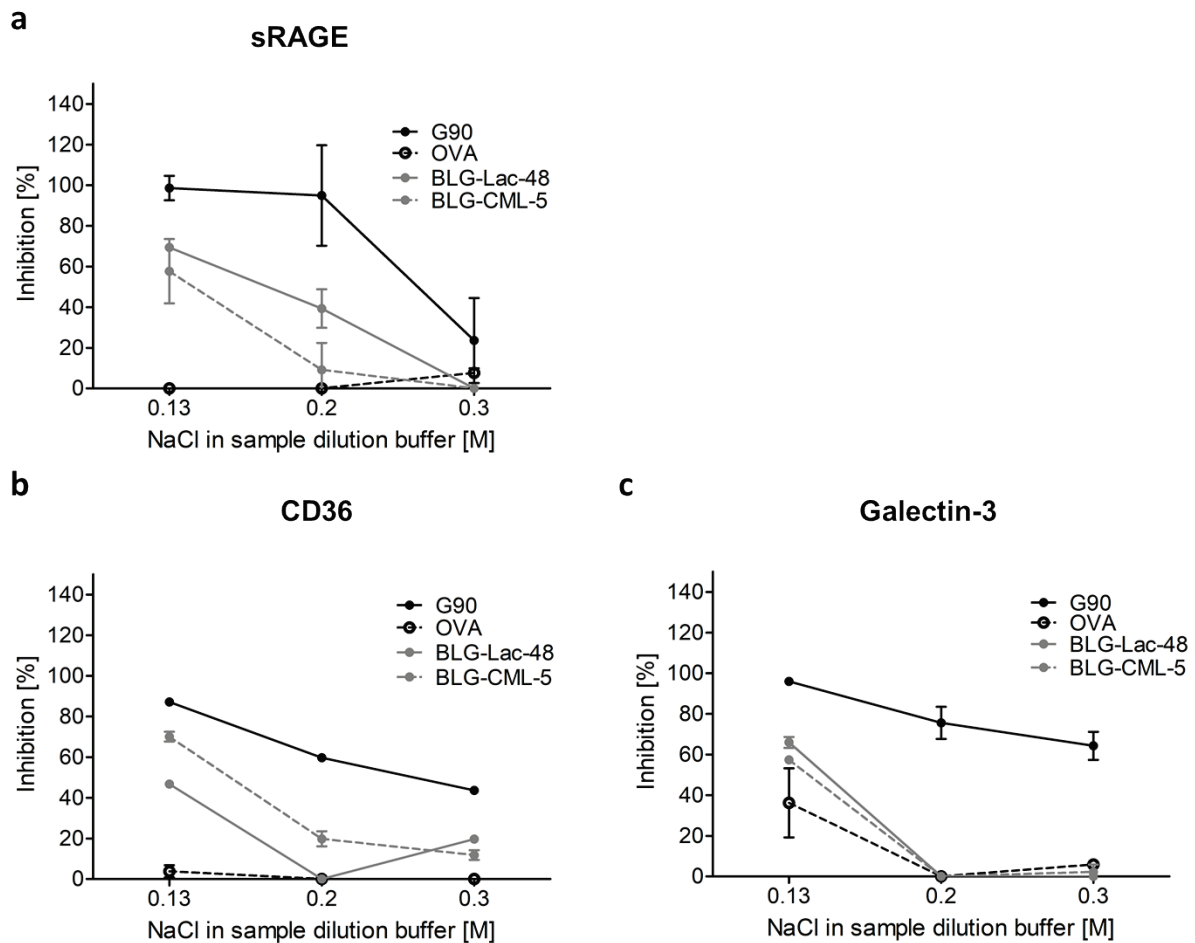 a
sRAGE
140
120
100
80
60
40
20
0
Inhibition [%]
G90
OVA
BLG-Lac-48
BLG-CML-5
0.13 0.2 0.3
NaCl in sample dilution buffer [M]
b
CD36
140
120
100
80
60
40
20
0
Inhibition [%]
G90
OVA
BLG-Lac-48
BLG-CML-5
0.13 0.2 0.3
NaCl in sample dilution buffer [M]
c
Galectin-3
140
120
100
80
60
40
20
0
Inhibition [%]
G90
OVA
BLG-Lac-48
BLG-CML-5
0.13 0.2 0.3
NaCl in sample dilution buffer [M]